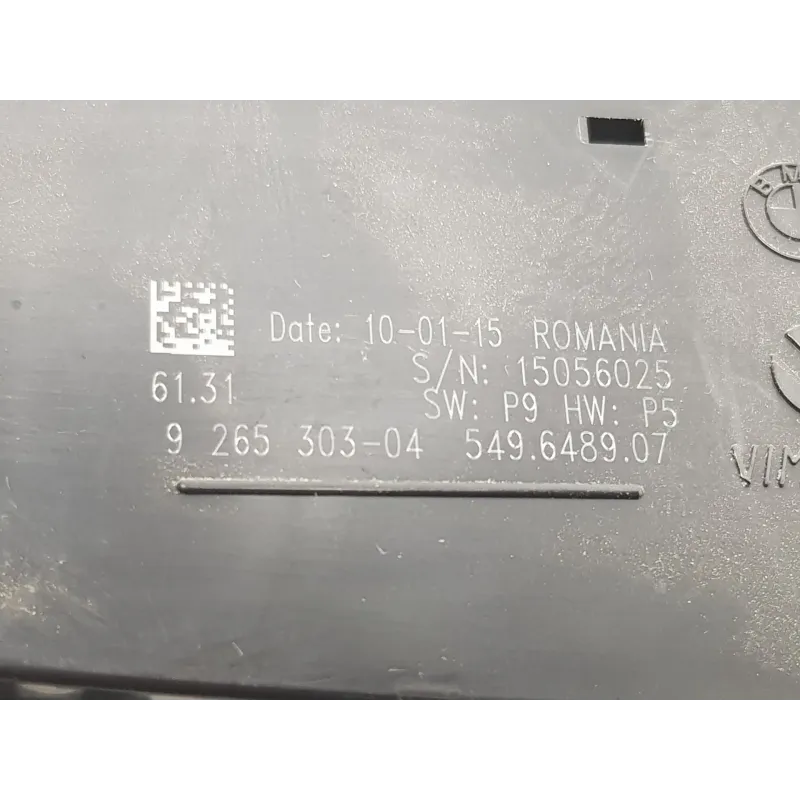 Date: 10-01-15 ROMANIA
S/N: 15056025
61.31
SW: P9 HW: P5
9 265 303-04 549.6489.07